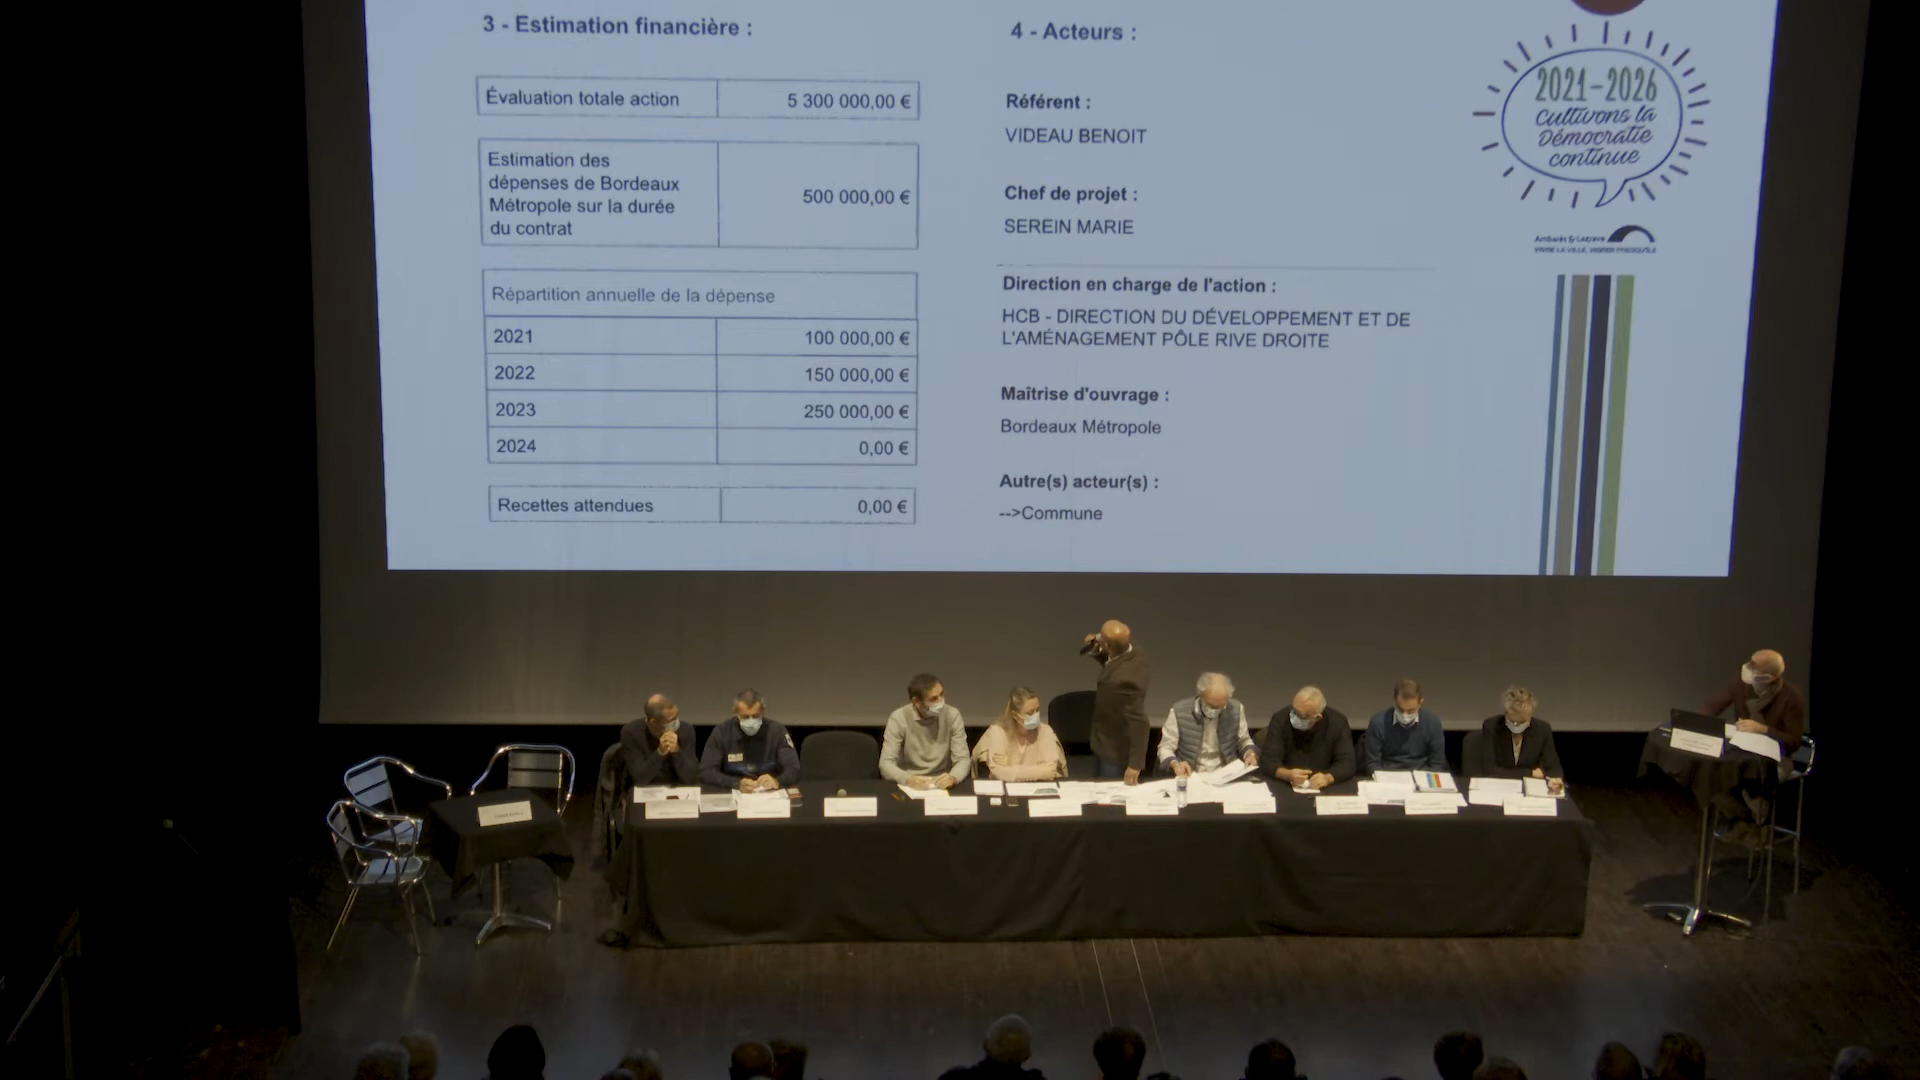 3 - Estimation financière :
Évaluation totale action
5 300 000,00 €
Estimation des
dépenses de Bordeaux
Métropole sur la durée
du contrat
500 000,00 €
Répartition annuelle de la dépense
2021
100 000,00 €
2022
150 000,00 €
2023
250 000,00 €
2024
0,00 €
Recettes attendues
0,00 €
4 - Acteurs :
Référent :
VIDEAU BENOIT
Chef de projet :
SEREIN MARIE
Direction en charge de l'action :
HCB - DIRECTION DU DÉVELOPPEMENT ET DE
L'AMÉNAGEMENT PÔLE RIVE DROITE
Maîtrise d'ouvrage :
Bordeaux Métropole
Autre(s) acteur(s) :
-->Commune
2021-2026
Cultivons la
Démocratie
continue
Ambarès & Lagrave